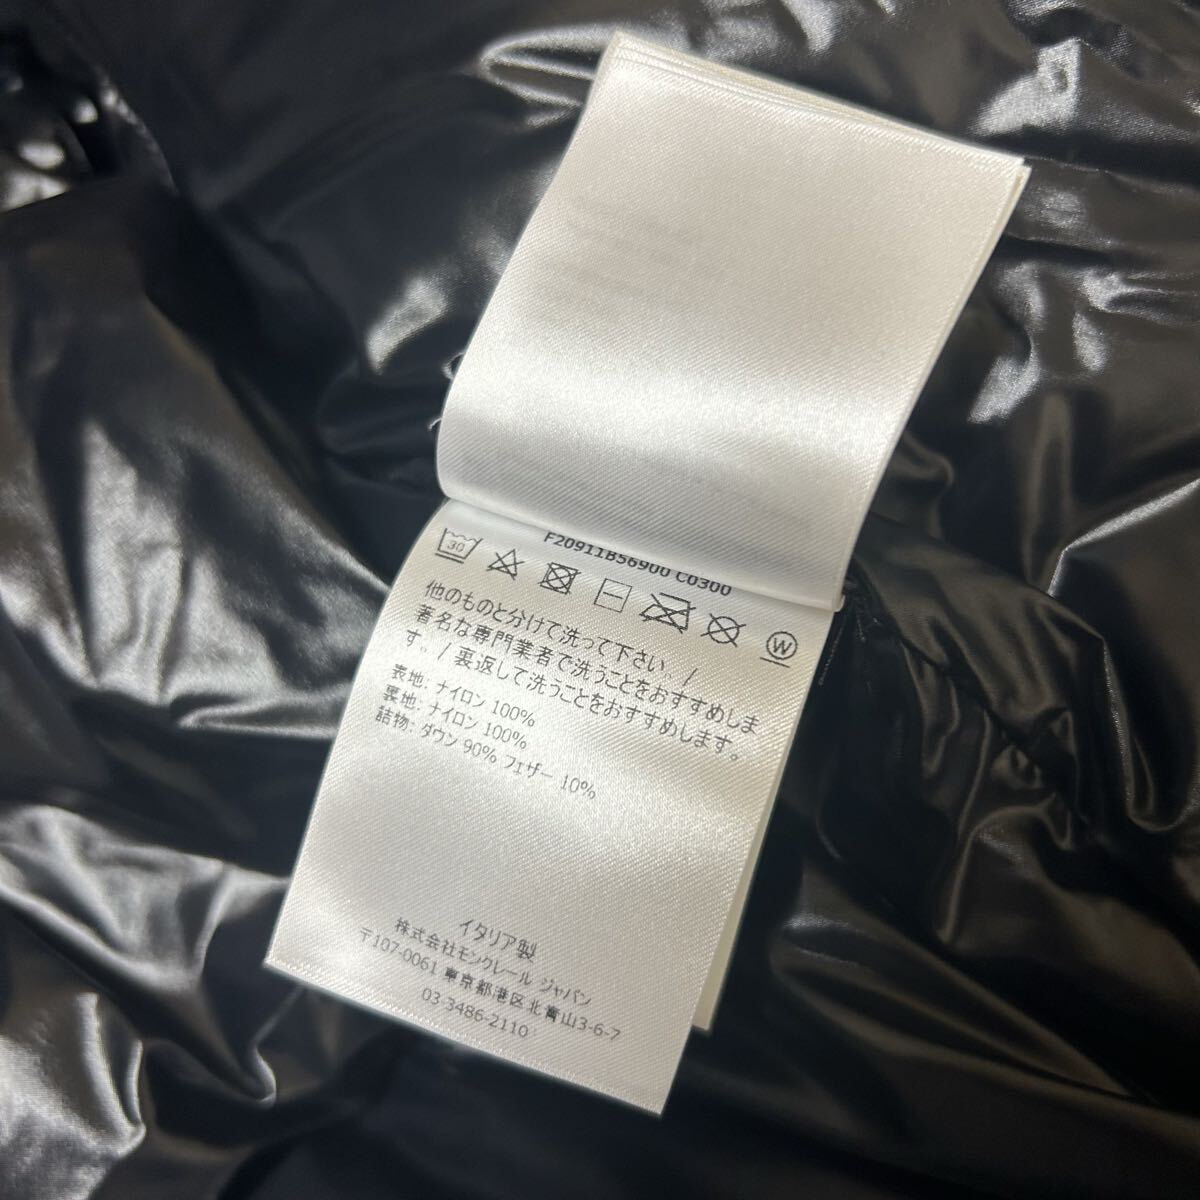 F20911B56900 C0300
30 W
他のものと分けて洗って下さい。/
著名な専門業者で洗うことをおすすめしま
す。/ 裏返して洗うことをおすすめします。
表地: ナイロン 100%
裏地: ナイロン 100%
詰物: ダウン 90% フェザー 10%
イタリア製
株式会社モンクレール ジャパン
〒107-0061 東京都港区北青山3-6-7
03 3486-2110